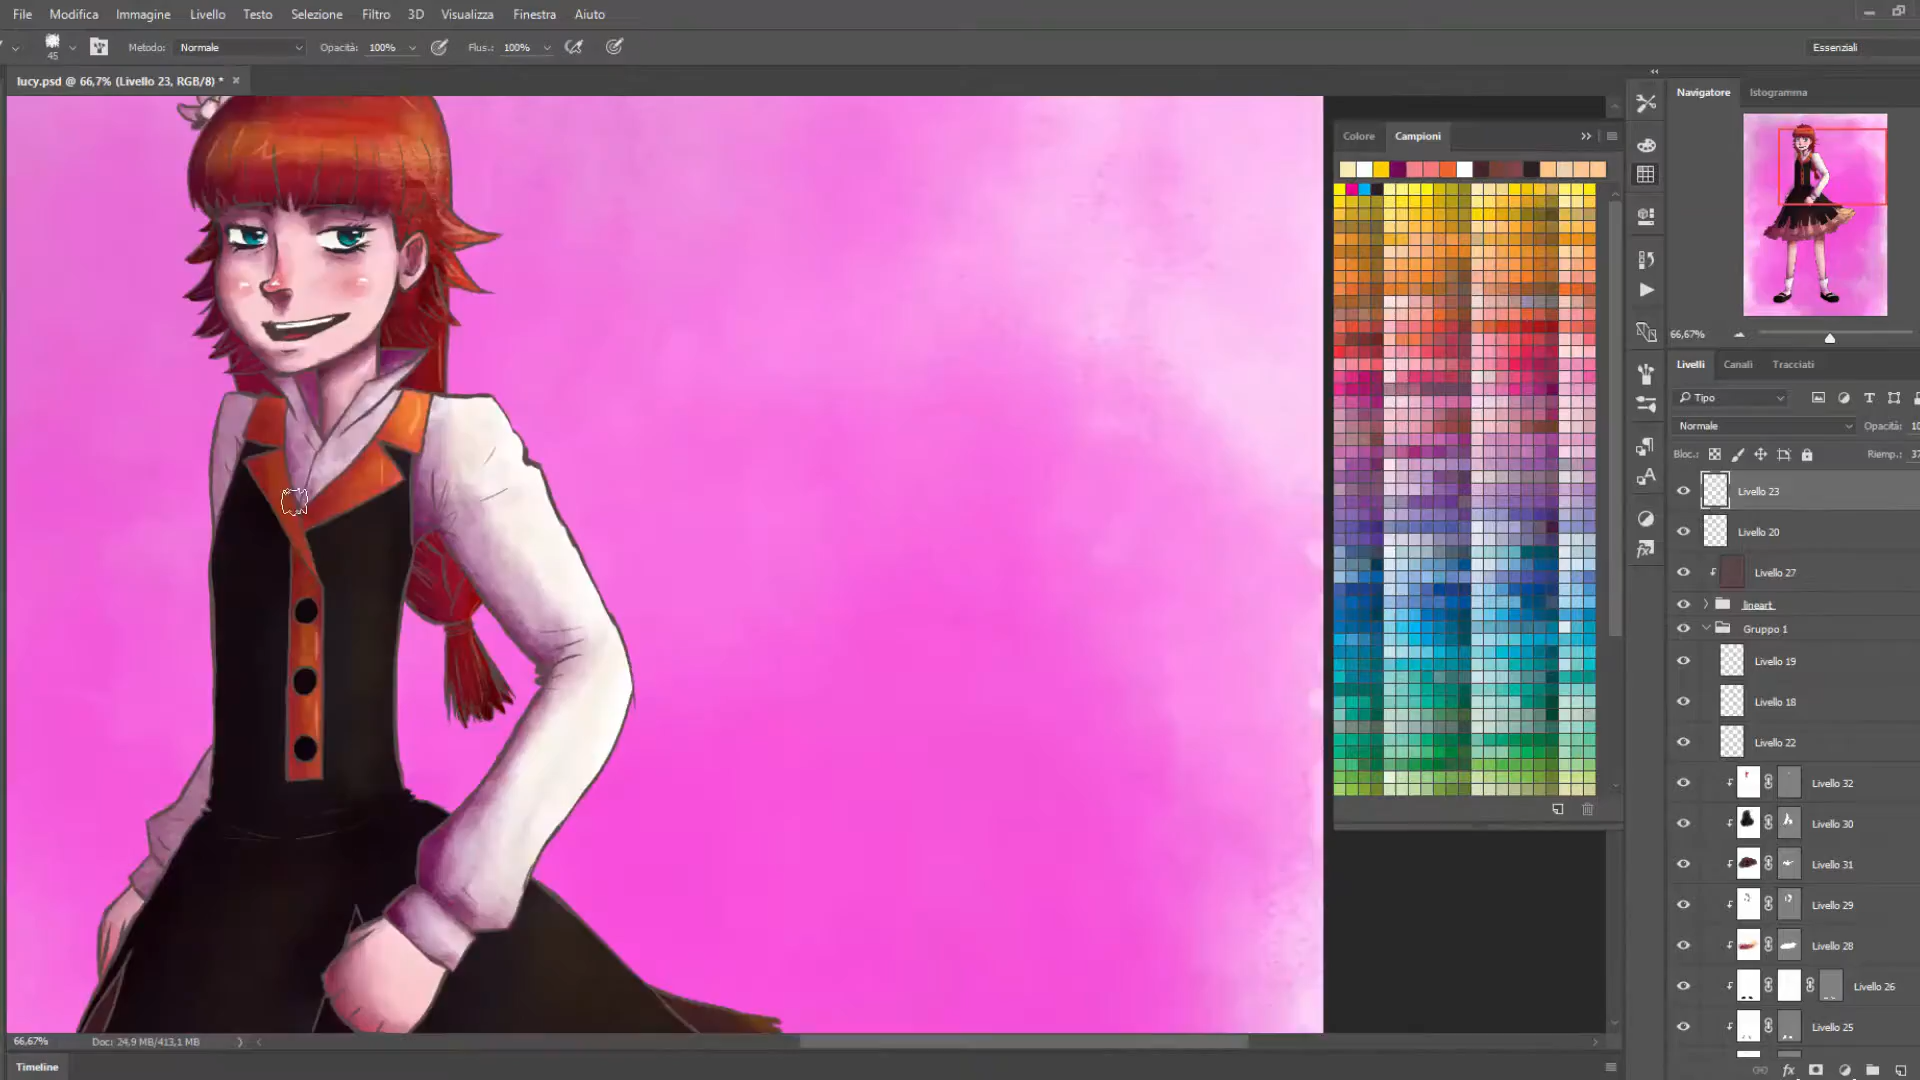 File Modifica Immagine Livello Testo Selezione Filtro 3D Visualizza Finestra Aiuto
45 Metodo: Normale Opacità: 100% Flus.: 100% Essenziali
lucy.psd @ 66,7% (Livello 23, RGB/8) * ×
Colore Campioni
Navigatore Istogramma
66,67%
Livelli Canali Tracciati
Tipo
Normale Opacità: 10
Bloc.: Riemp.: 37
Livello 23
Livello 20
Livello 27
lineart
Gruppo 1
Livello 19
Livello 18
Livello 22
Livello 32
Livello 30
Livello 31
Livello 29
Livello 28
Livello 26
Livello 25
66,67% Doc: 24,9 MB/413,1 MB
Timeline